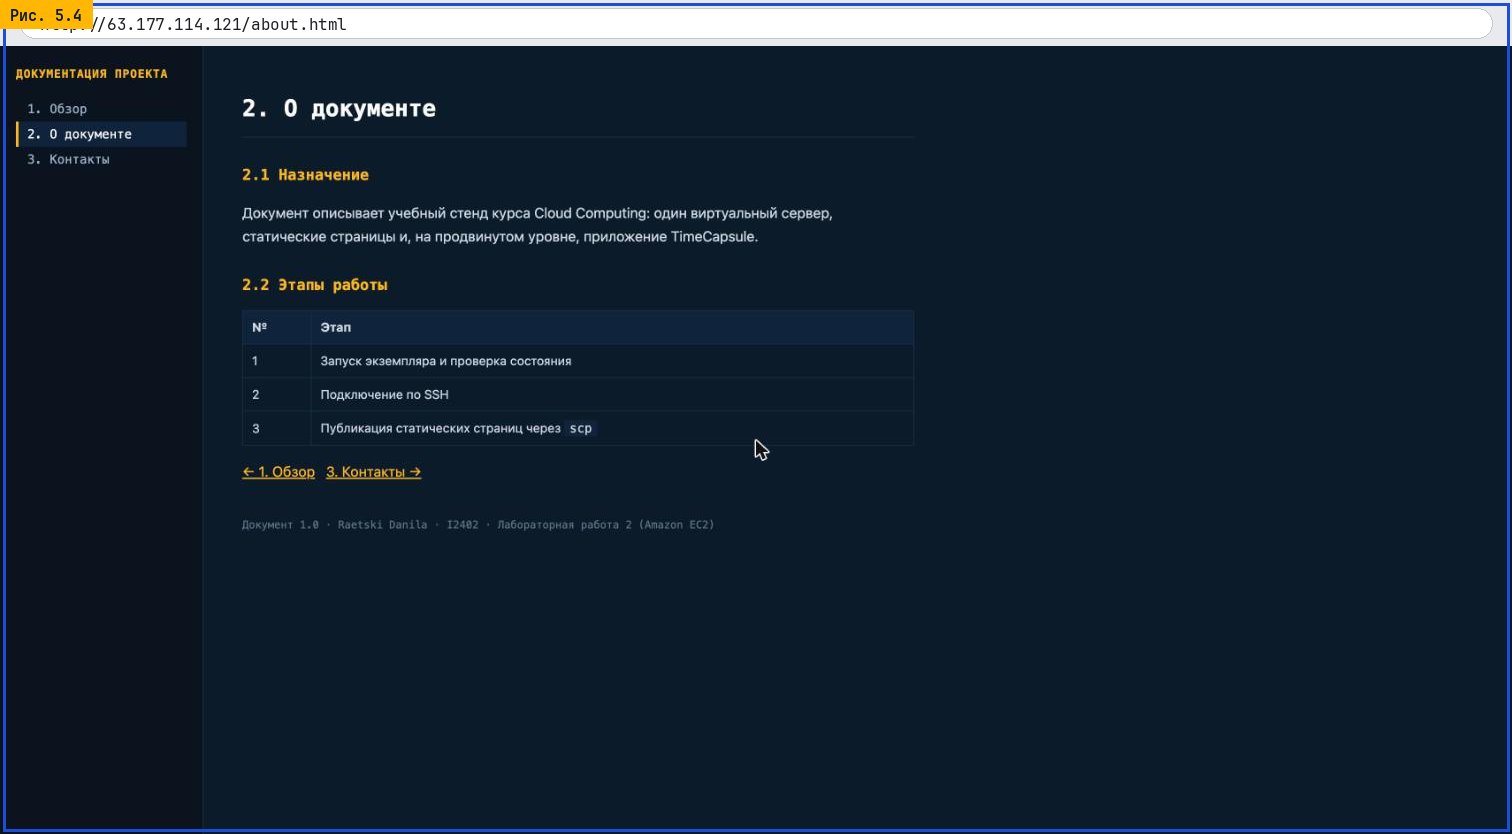 Рис. 5.4
//63.177.114.121/about.html
ДОКУМЕНТАЦИЯ ПРОЕКТА
1. Обзор
2. О документе
3. Контакты
2. О документе
2.1 Назначение
Документ описывает учебный стенд курса Cloud Computing: один виртуальный сервер,
статические страницы и, на продвинутом уровне, приложение TimeCapsule.
2.2 Этапы работы
№ Этап
1 Запуск экземпляра и проверка состояния
2 Подключение по SSH
3 Публикация статических страниц через scp
← 1. Обзор 3. Контакты →
Документ 1.0 · Raetski Danila · I2402 · Лабораторная работа 2 (Amazon EC2)